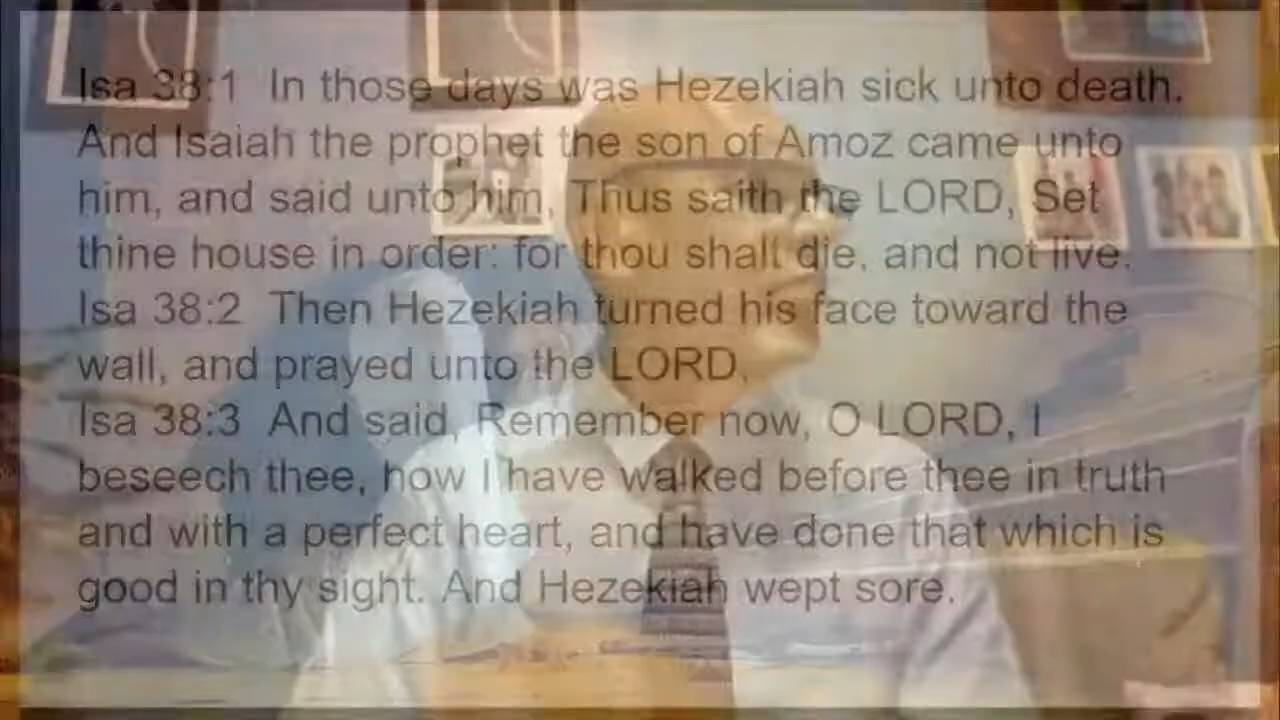 Isa 38:1  In those days was Hezekiah sick unto death.
And Isaiah the prophet the son of Amoz came unto
him, and said unto him, Thus saith the LORD, Set
thine house in order: for thou shalt die, and not live.
Isa 38:2  Then Hezekiah turned his face toward the
wall, and prayed unto the LORD,
Isa 38:3  And said, Remember now, O LORD, I
beseech thee, how I have walked before thee in truth
and with a perfect heart, and have done that which is
good in thy sight. And Hezekiah wept sore.